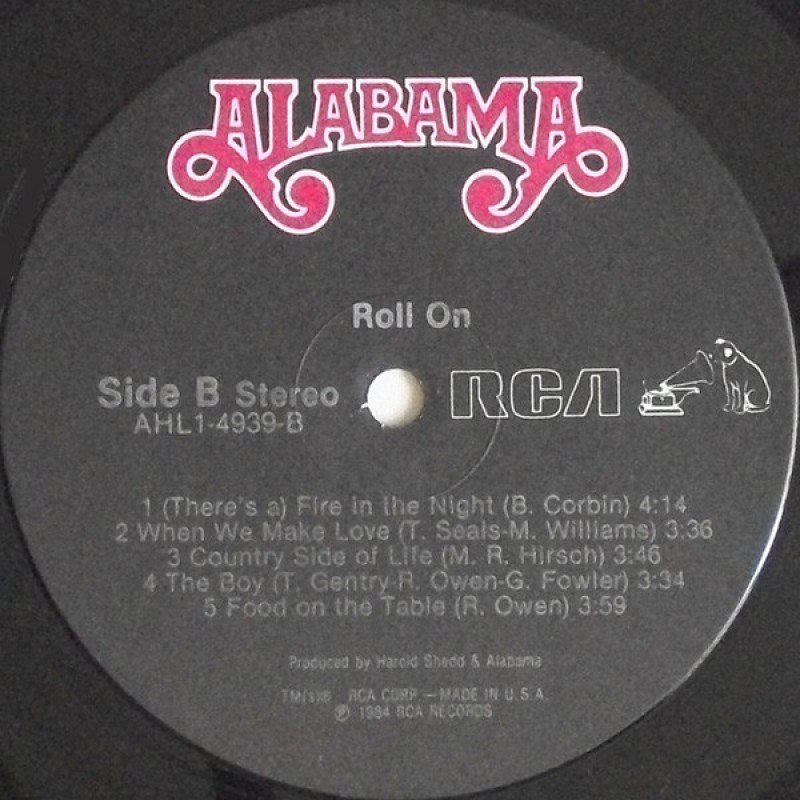 ALABAMA
Roll On
Side B Stereo
AHL1-4939-B
RCA
1 (There's a) Fire in the Night (B. Corbin) 4:14
2 When We Make Love (T. Seals-M. Williams) 3:36
3 Country Side of Life (M. R. Hirsch) 3:46
4 The Boy (T. Gentry-R. Owen-G. Fowler) 3:34
5 Food on the Table (R. Owen) 3:59
Produced by Harold Shedd & Alabama
TM(s)® RCA CORP — MADE IN U.S.A.
℗ 1984 RCA RECORDS